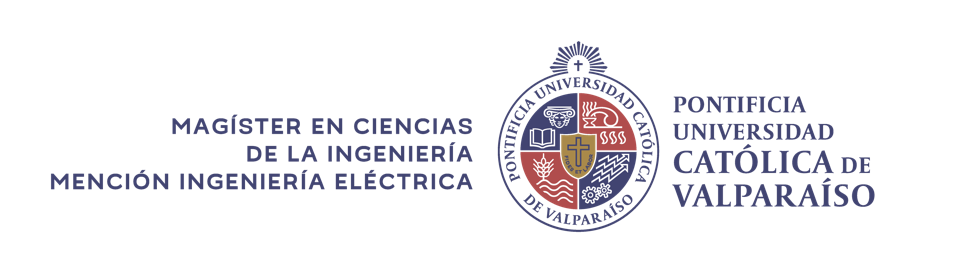 MAGÍSTER EN CIENCIAS
DE LA INGENIERÍA
MENCIÓN INGENIERÍA ELÉCTRICA
PONTIFICIA UNIVERSIDAD CATÓLICA
DE VALPARAÍSO
PONTIFICIA
UNIVERSIDAD
CATÓLICA DE
VALPARAÍSO